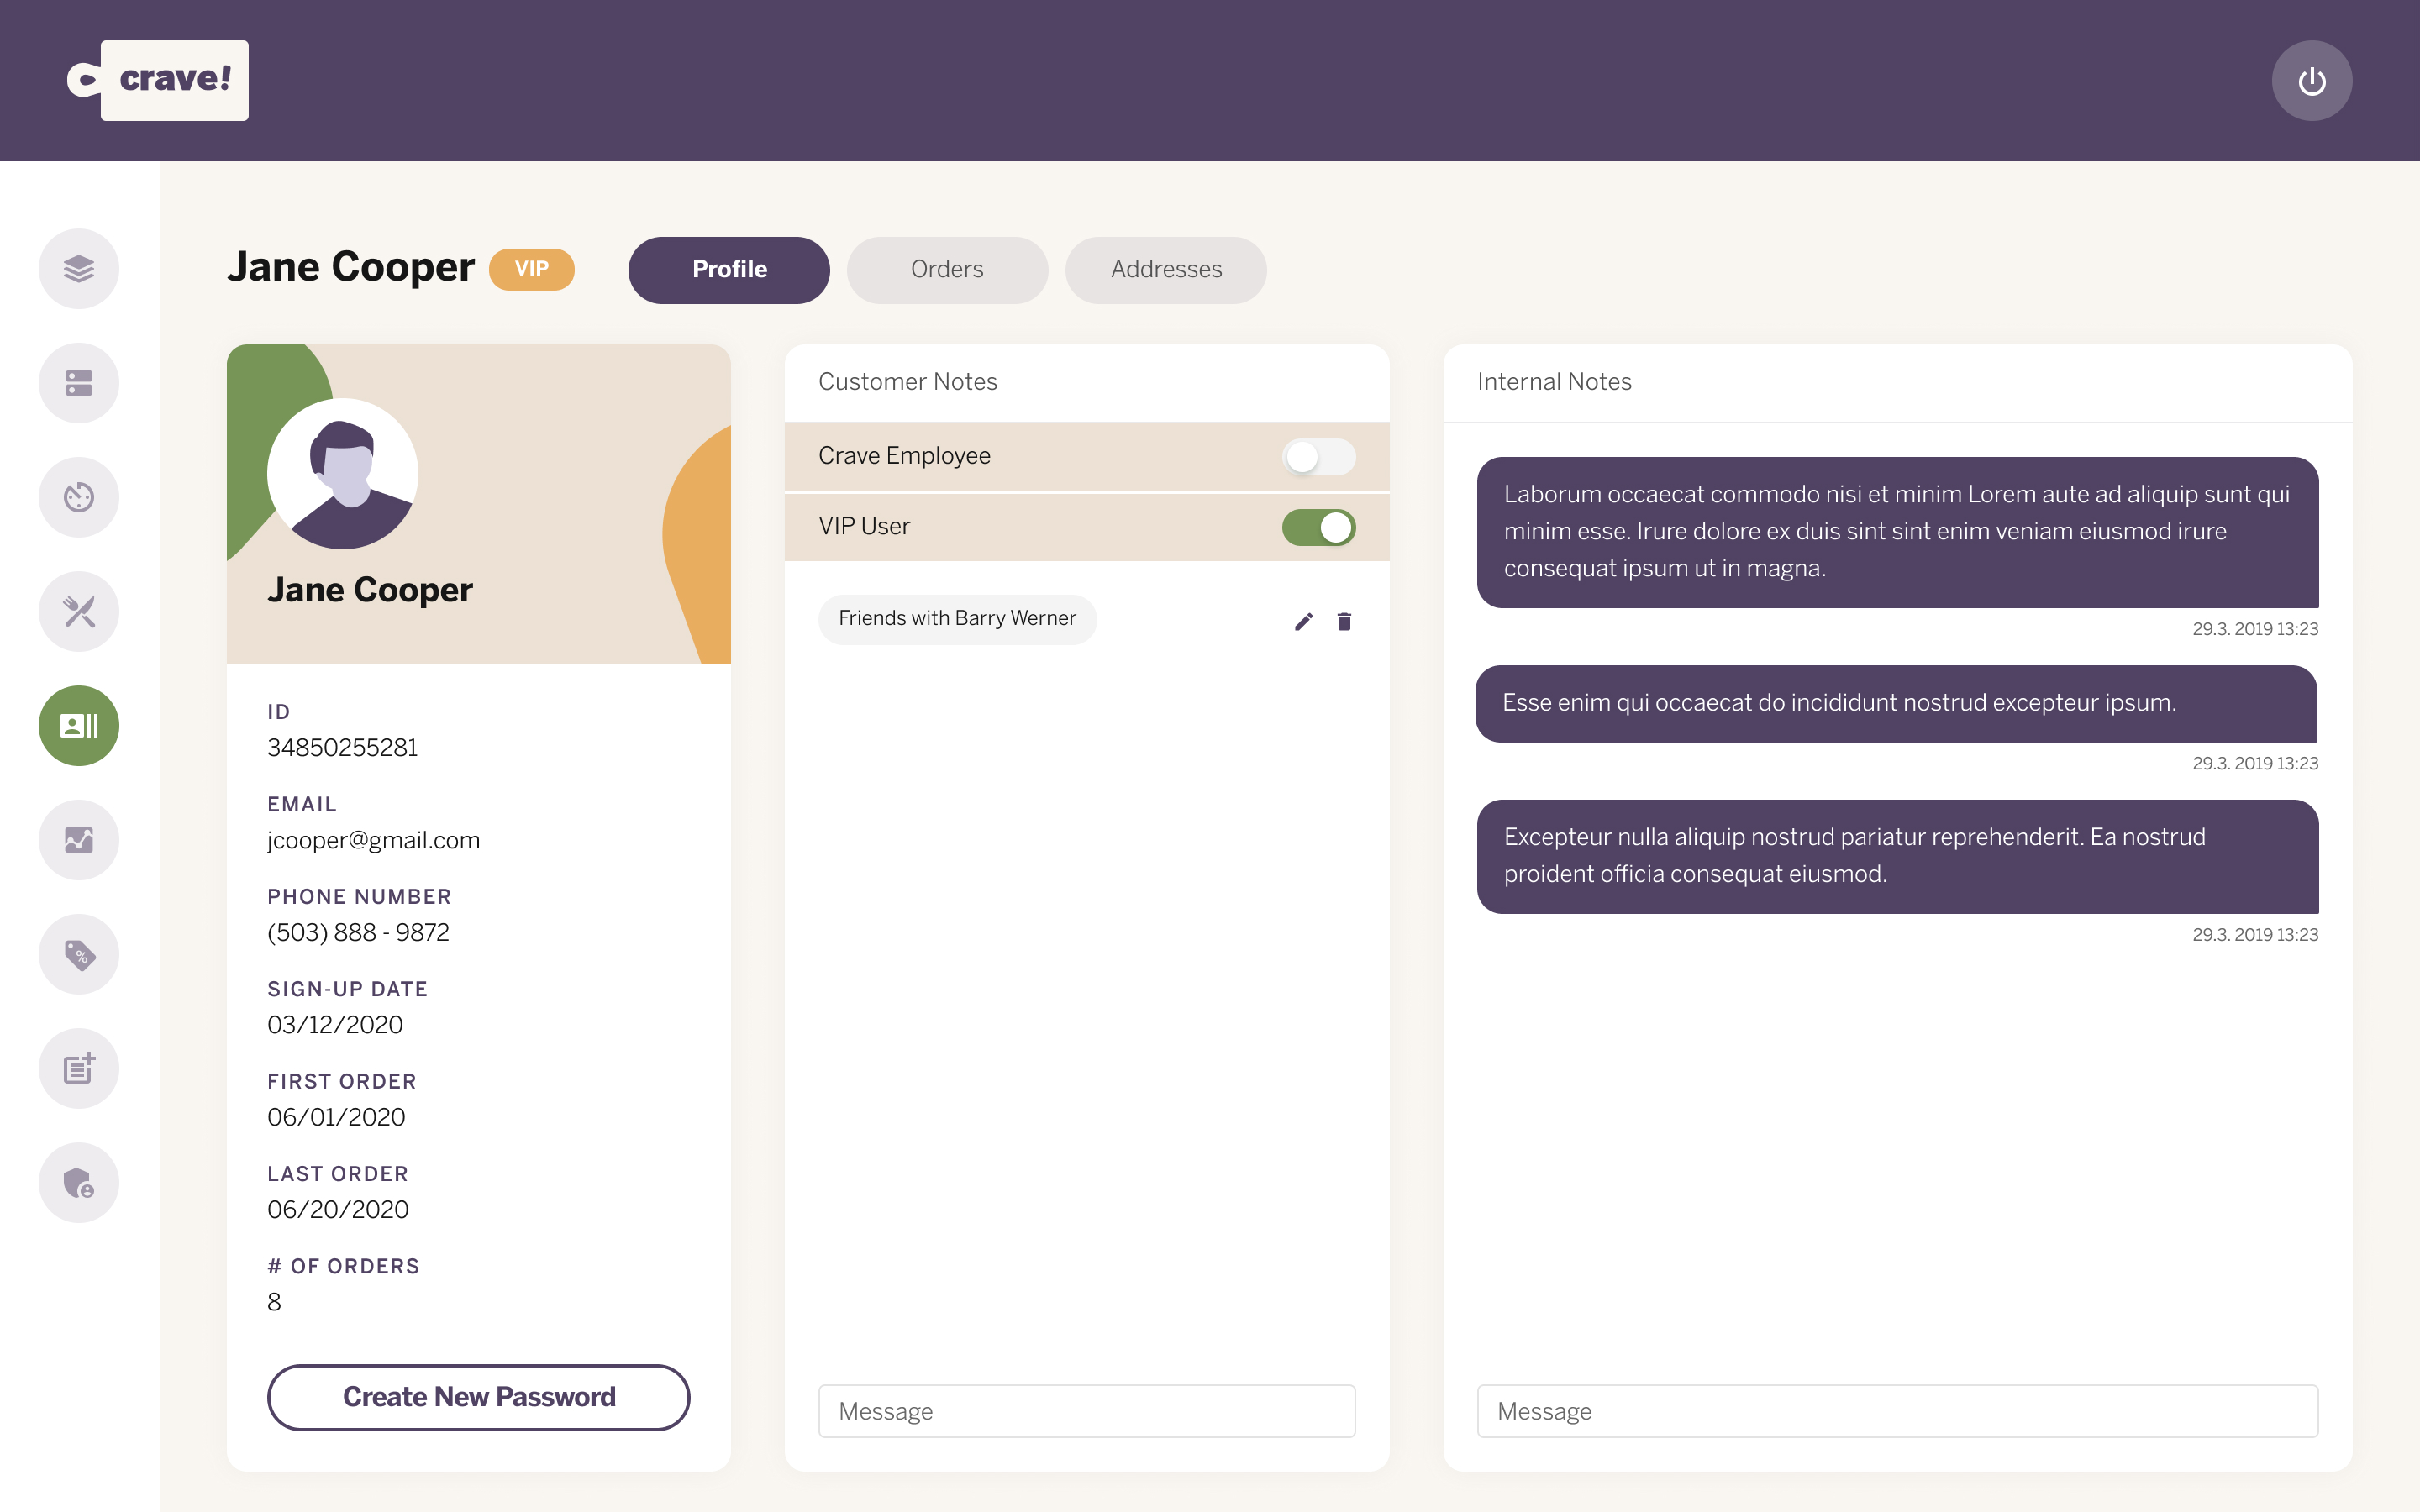 crave!
Jane Cooper
VIP
Profile
Orders
Addresses
Jane Cooper
ID
34850255281
EMAIL
jcooper@gmail.com
PHONE NUMBER
(503) 888 - 9872
SIGN-UP DATE
03/12/2020
FIRST ORDER
06/01/2020
LAST ORDER
06/20/2020
# OF ORDERS
8
Create New Password
Customer Notes
Crave Employee
VIP User
Friends with Barry Werner
Message
Internal Notes
Laborum occaecat commodo nisi et minim Lorem aute ad aliquip sunt qui
minim esse. Irure dolore ex duis sint sint enim veniam eiusmod irure
consequat ipsum ut in magna.
29.3. 2019 13:23
Esse enim qui occaecat do incididunt nostrud excepteur ipsum.
29.3. 2019 13:23
Excepteur nulla aliquip nostrud pariatur reprehenderit. Ea nostrud
proident officia consequat eiusmod.
29.3. 2019 13:23
Message